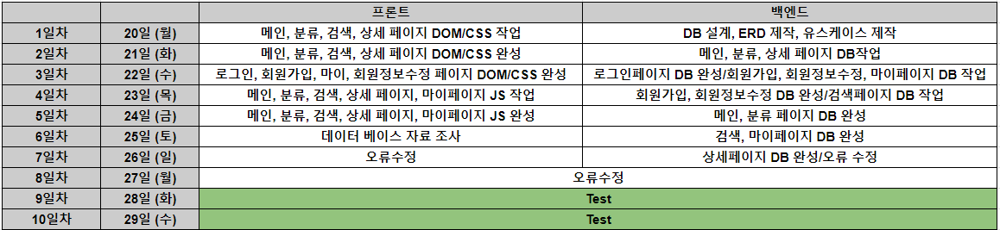 프론트 백엔드
1일차 20일 (월) 메인, 분류, 검색, 상세 페이지 DOM/CSS 작업 DB 설계, ERD 제작, 유스케이스 제작
2일차 21일 (화) 메인, 분류, 검색, 상세 페이지 DOM/CSS 완성 메인, 분류, 상세 페이지 DB작업
3일차 22일 (수) 로그인, 회원가입, 마이, 회원정보수정 페이지 DOM/CSS 완성 로그인페이지 DB 완성/회원가입, 회원정보수정, 마이페이지 DB 작업
4일차 23일 (목) 메인, 분류, 검색, 상세 페이지, 마이페이지 JS 작업 회원가입, 회원정보수정 DB 완성/검색페이지 DB 작업
5일차 24일 (금) 메인, 분류, 검색, 상세 페이지, 마이페이지 JS 완성 메인, 분류 페이지 DB 완성
6일차 25일 (토) 데이터 베이스 자료 조사 검색, 마이페이지 DB 완성
7일차 26일 (일) 오류수정 상세페이지 DB 완성/오류 수정
8일차 27일 (월) 오류수정
9일차 28일 (화) Test
10일차 29일 (수) Test